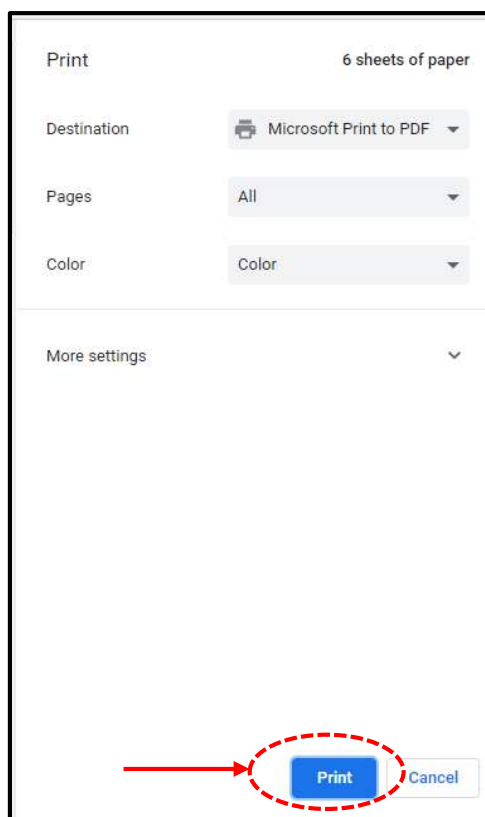 Print 6 sheets of paper
Destination Microsoft Print to PDF
Pages All
Color Color
More settings
Print Cancel